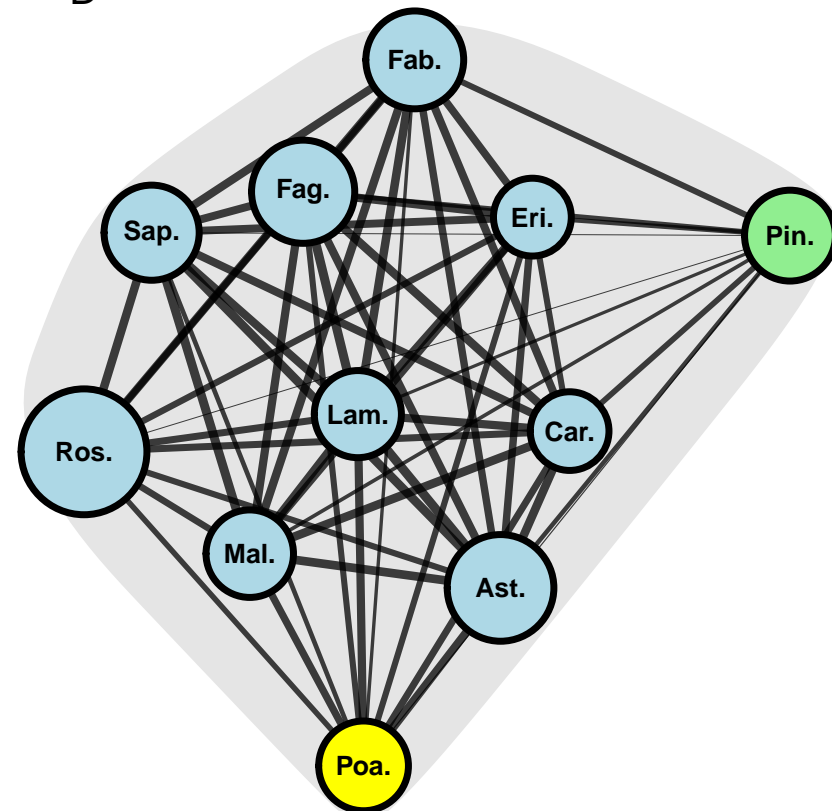 Fab.
Fag.
Eri.
Sap.
Pin.
Lam.
Car.
Ros.
Mal.
Ast.
Poa.